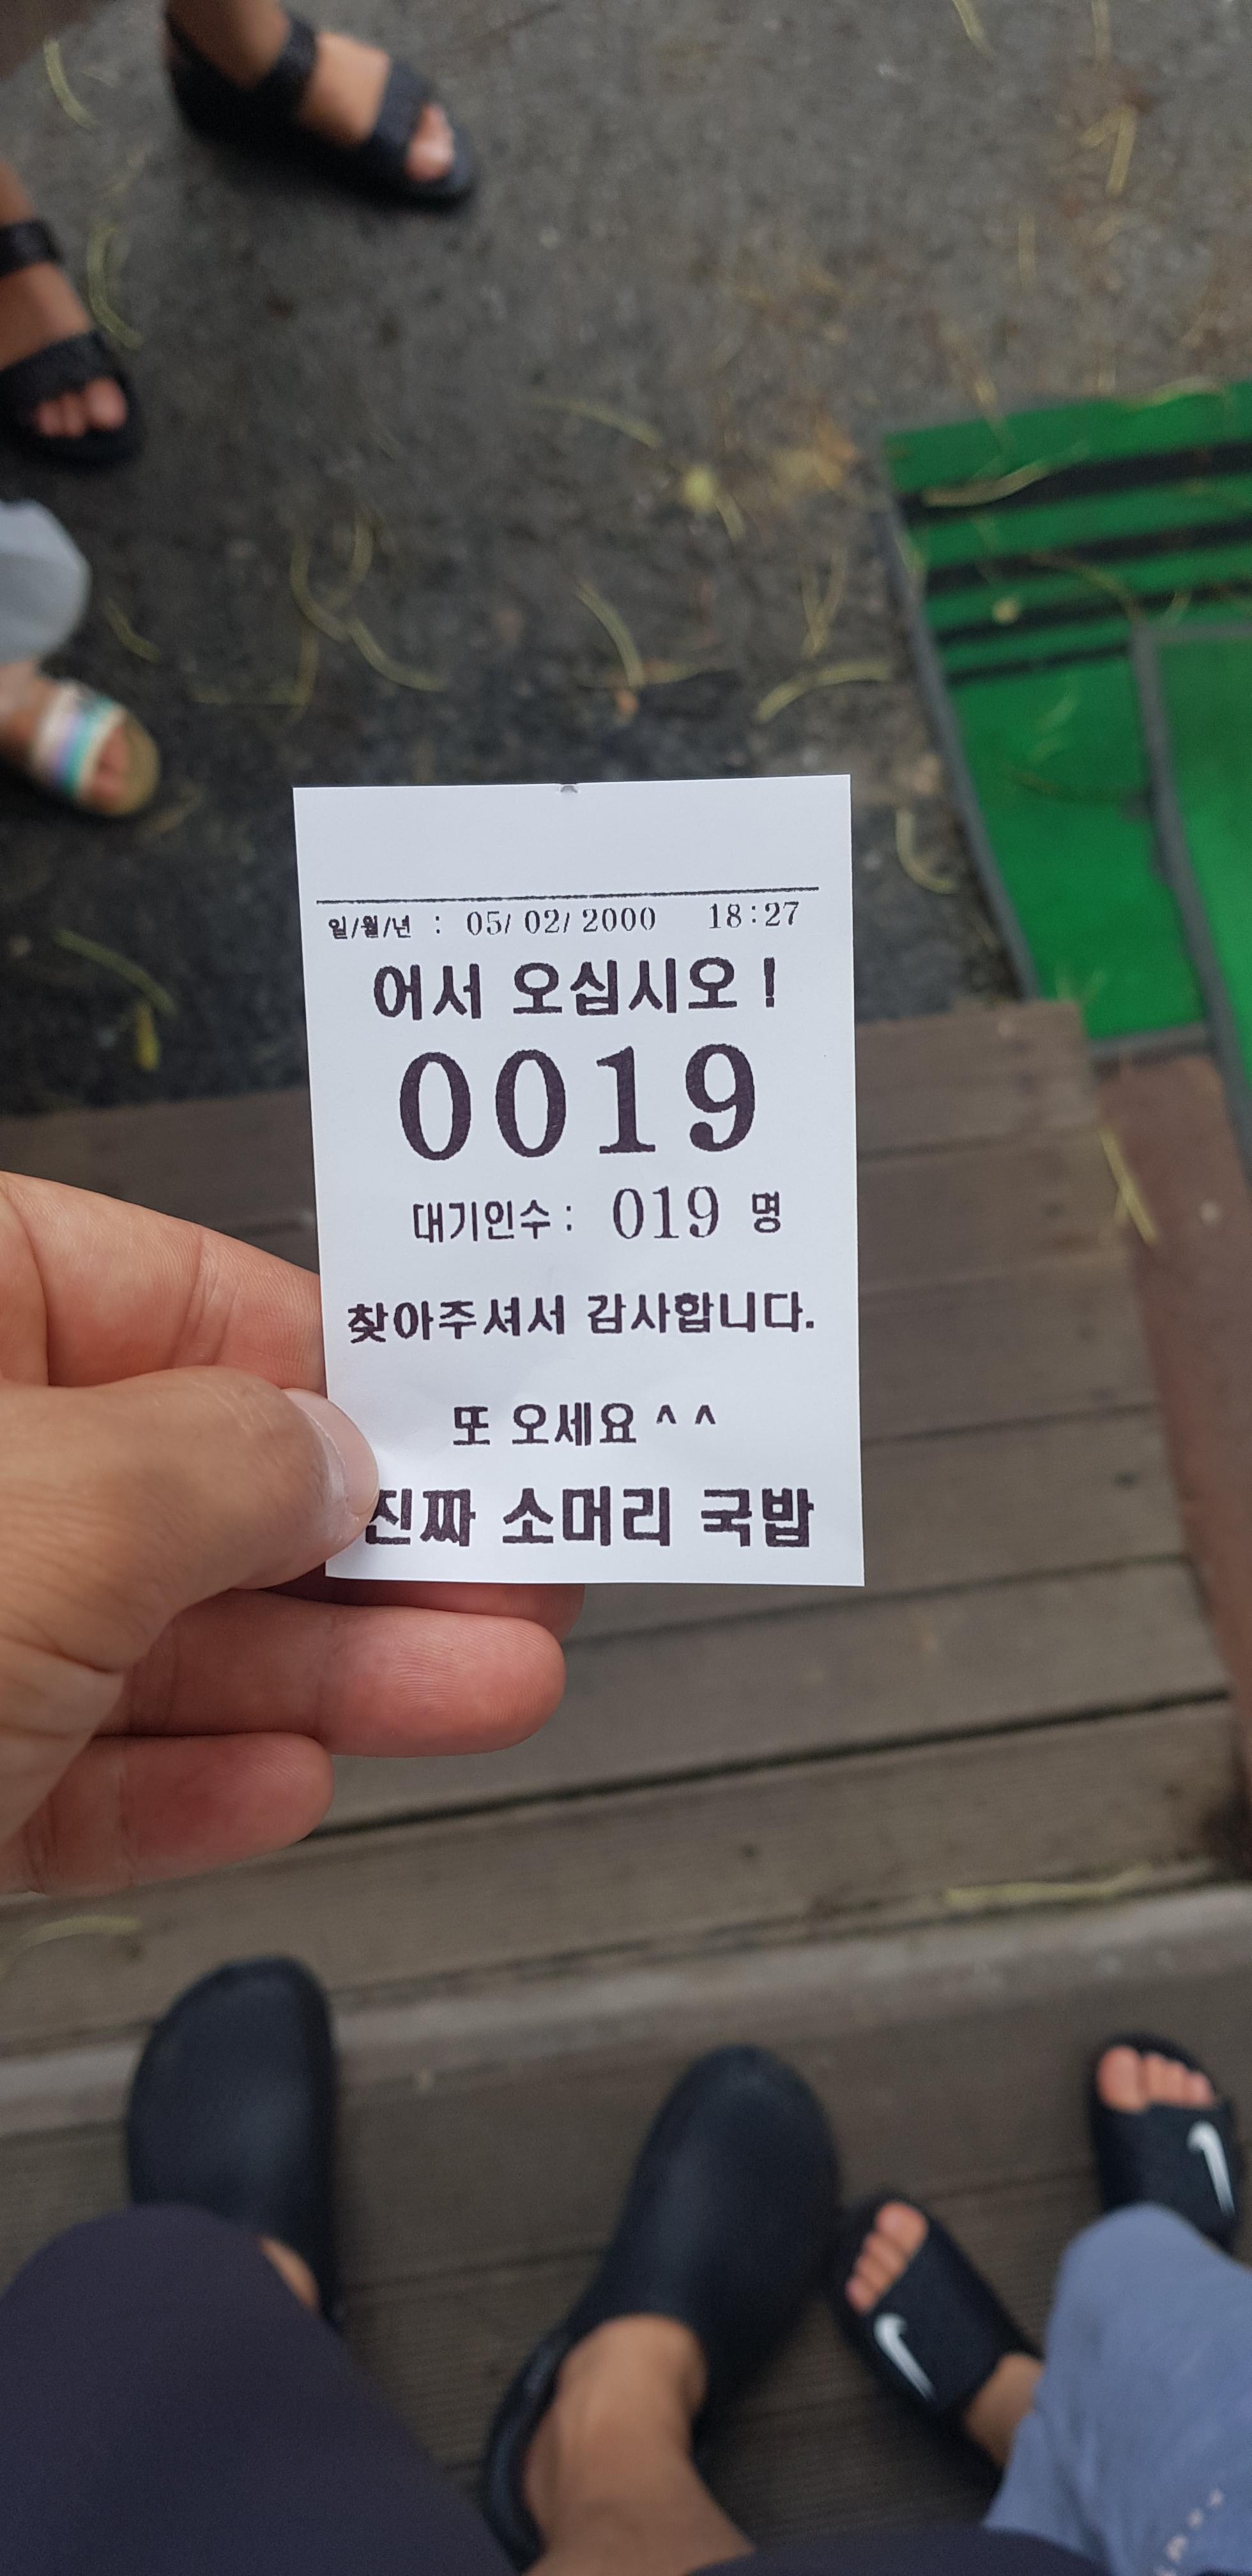 일/월/년 : 05/ 02/ 2000 18:27
어서 오십시오 !
0019
대기인수 : 019 명
찾아주셔서 감사합니다.
또 오세요 ^ ^
진짜 소머리 국밥